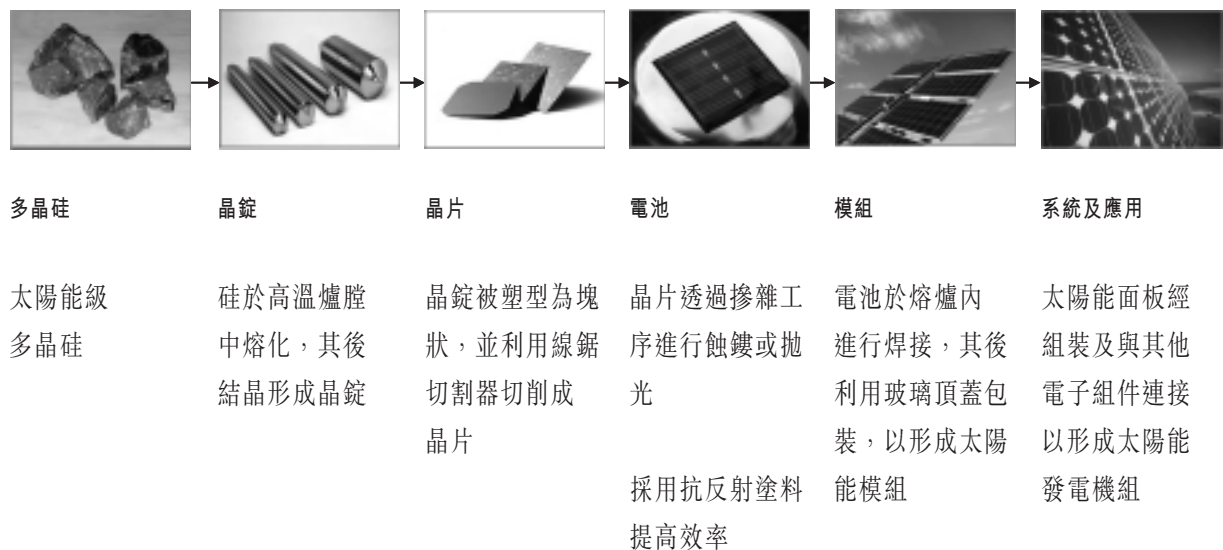 多晶硅
晶錠
晶片
電池
模組
系統及應用
太陽能級
多晶硅
硅於高溫爐膛
中熔化，其後
結晶形成晶錠
晶錠被塑型為塊
狀，並利用線鋸
切割器切削成
晶片
晶片透過摻雜工
序進行蝕鏤或拋
光
採用抗反射塗料
提高效率
電池於熔爐內
進行焊接，其後
利用玻璃頂蓋包
裝，以形成太陽
能模組
太陽能面板經
組裝及與其他
電子組件連接
以形成太陽能
發電機組